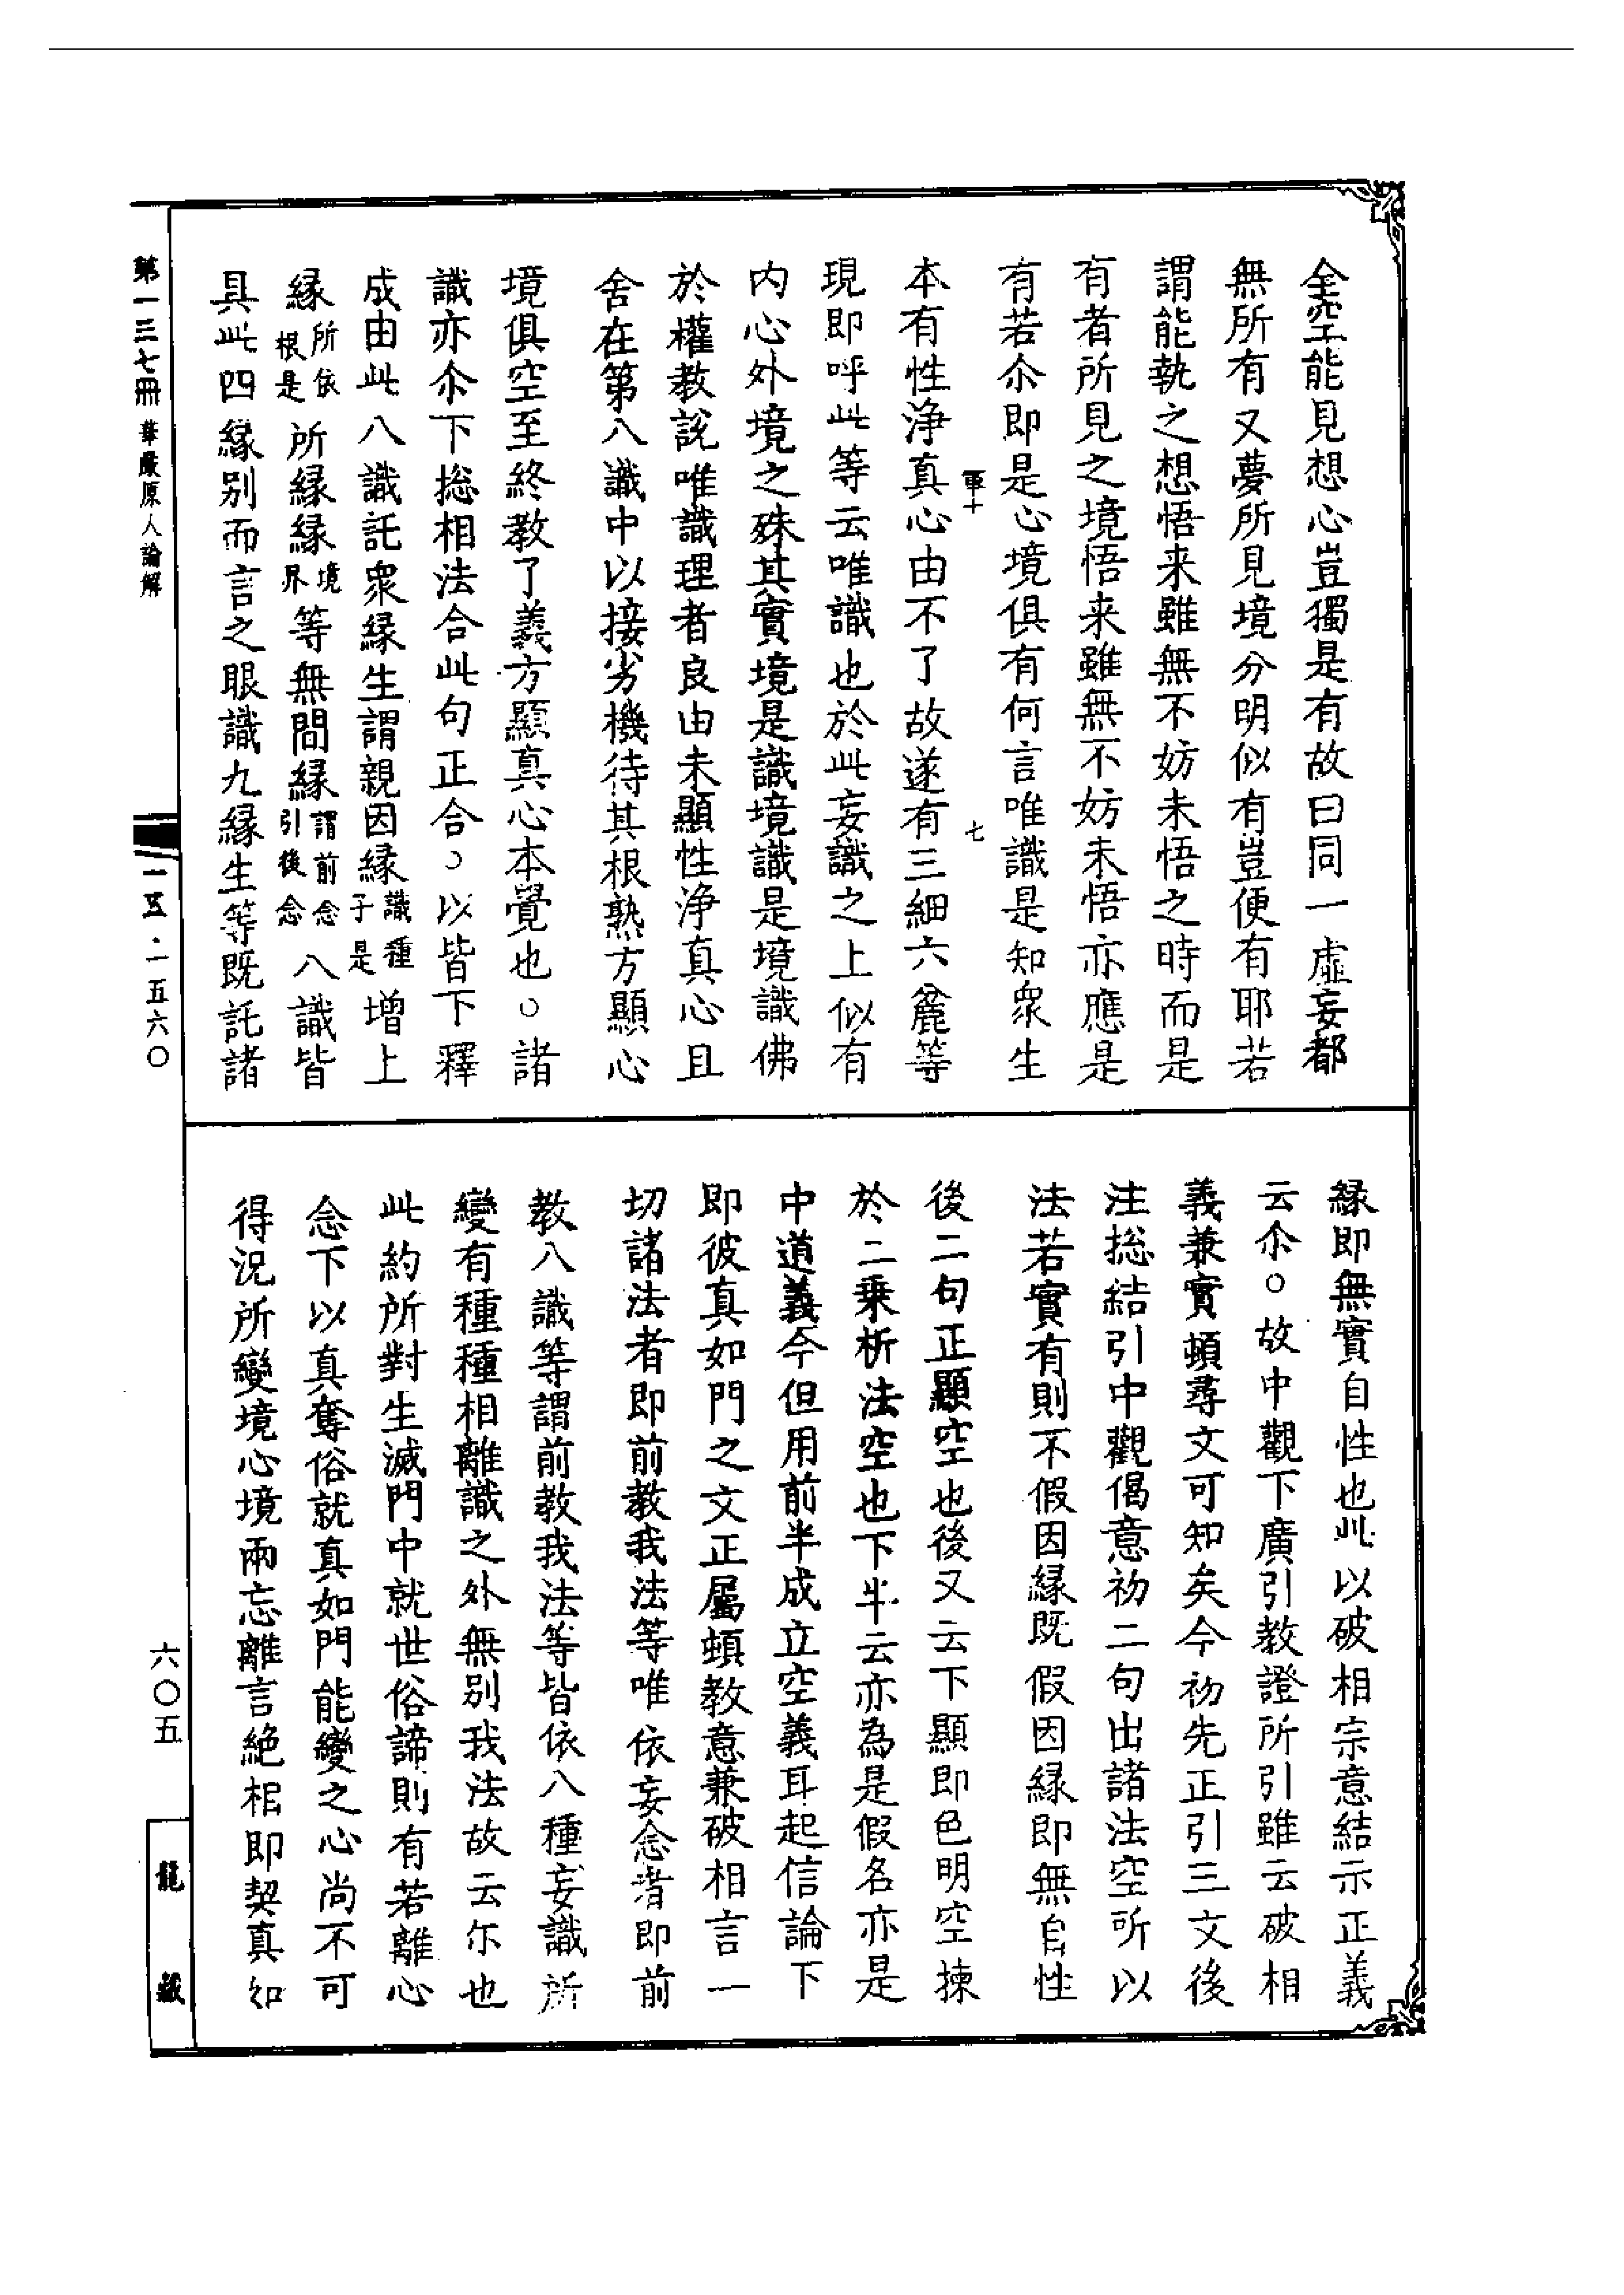 全空能見想心豈獨是有故曰同一虛妄都
無所有又夢所見境分明似有豈便有耶若
謂能執之想悟来雖無不妨未悟之時而是
有者所見之境悟来雖無不妨未悟亦應是
有若尒即是心境俱有何言唯識是知衆生
軍十 七
本有性淨真心由不了故遂有三細六麄等
現即呼此等云唯識也於此妄識之上似有
内心外境之殊其實境是識境識是境識佛
於權教說唯識理者良由未顯性淨真心且
舍在第八識中以接劣機待其根熟方顯心
境俱空至終教了義方顯真心本覺也○諸
識亦尒下捴相法合此句正合○以皆下釋
成由此八識託衆緣生謂親因緣識種子是增上
緣所依根是所緣緣境界等無間緣謂前念引後念八識皆
具此四緣別而言之眼識九緣生等既託諸
緣即無實自性也此以破相宗意結示正義
云尒○故中觀下廣引教證所引雖云破相
義兼實頓尋文可知矣今初先正引三文後
注捴結引中觀偈意初二句出諸法空所以
法若實有則不假因緣既假因緣即無自性
後二句正顯空也後又云下顯即色明空揀
於二乗析法空也下半云亦為是假名亦是
中道義今但用前半成立空義耳起信論下
即彼真如門之文正屬頓教意兼破相言一
切諸法者即前教我法等唯依妄念者即前
教八識等謂前教我法等皆依八種妄識所
變有種種相離識之外無別我法故云尓也
此約所對生滅門中就世俗諦則有若離心
念下以真奪俗就真如門能變之心尚不可
得況所變境心境兩忘離言絶相即契真如
第一三七冊 華嚴原人論解
一五·二五六〇
六〇五
龍藏